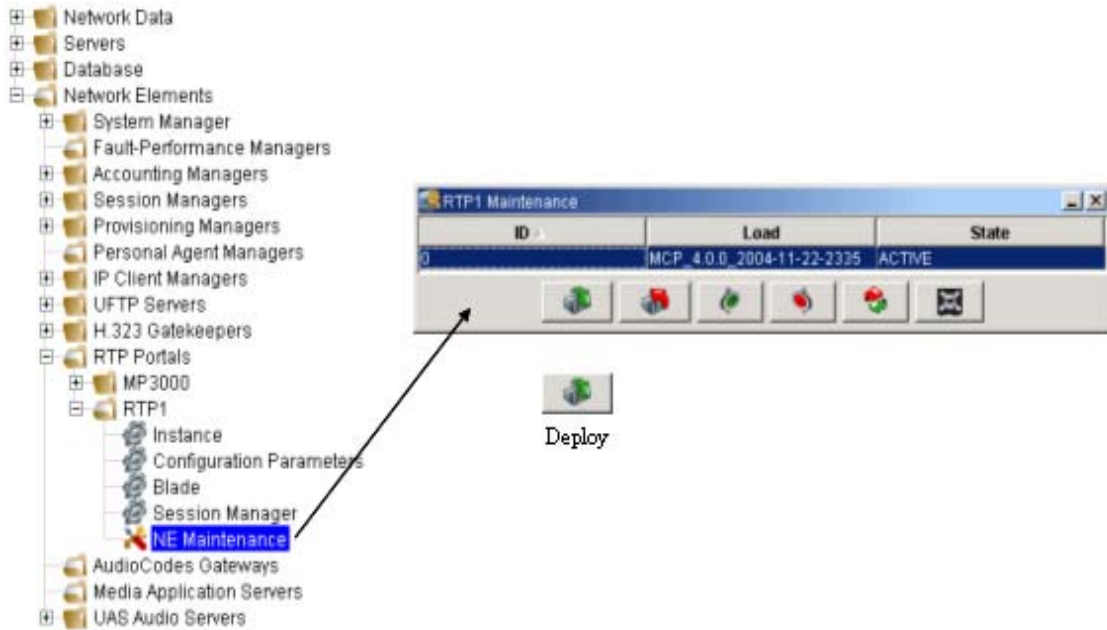 Network Data
Servers
Database
Network Elements
System Manager
Fault-Performance Managers
Accounting Managers
Session Managers
Provisioning Managers
Personal Agent Managers
IP Client Managers
UFTP Servers
H.323 Gatekeepers
RTP Portals
MP3000
RTP1
Instance
Configuration Parameters
Blade
Session Manager
NE Maintenance
AudioCodes Gateways
Media Application Servers
UAS Audio Servers
RTP1 Maintenance
ID Load State
0 MCP_4.0.0_2004-11-22-2335 ACTIVE
Deploy